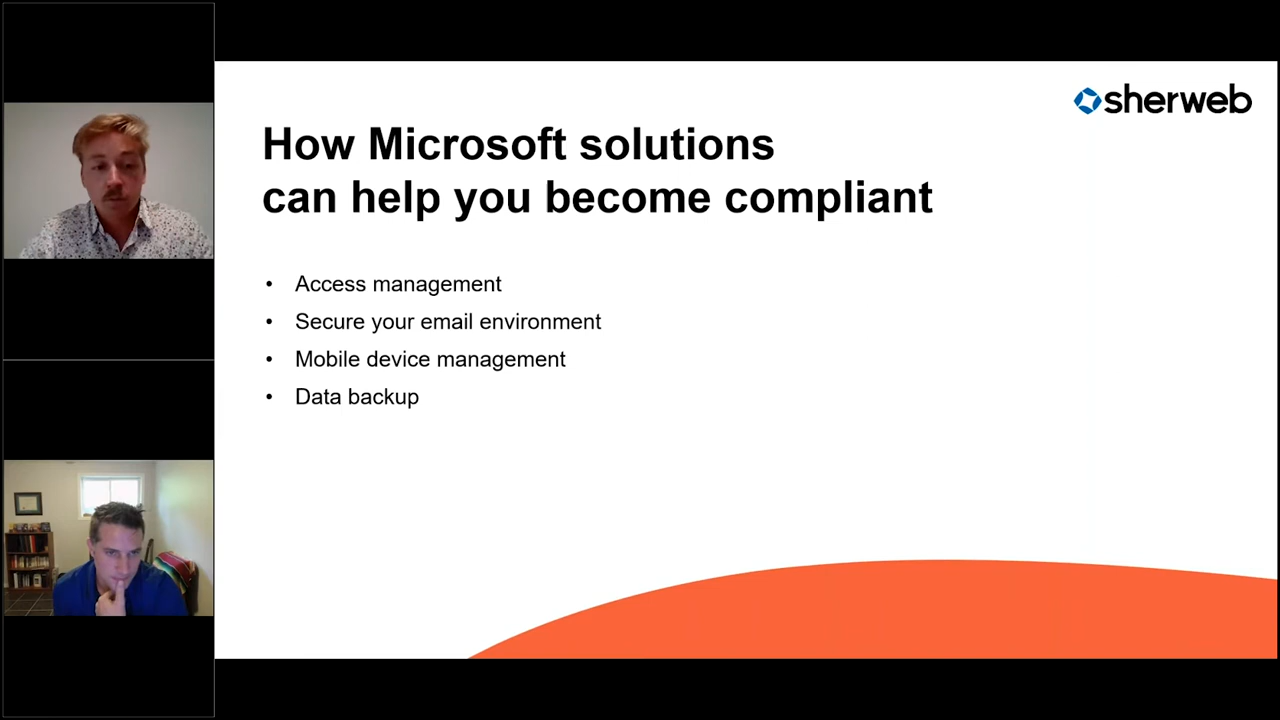 sherweb
How Microsoft solutions
can help you become compliant
• Access management
• Secure your email environment
• Mobile device management
• Data backup